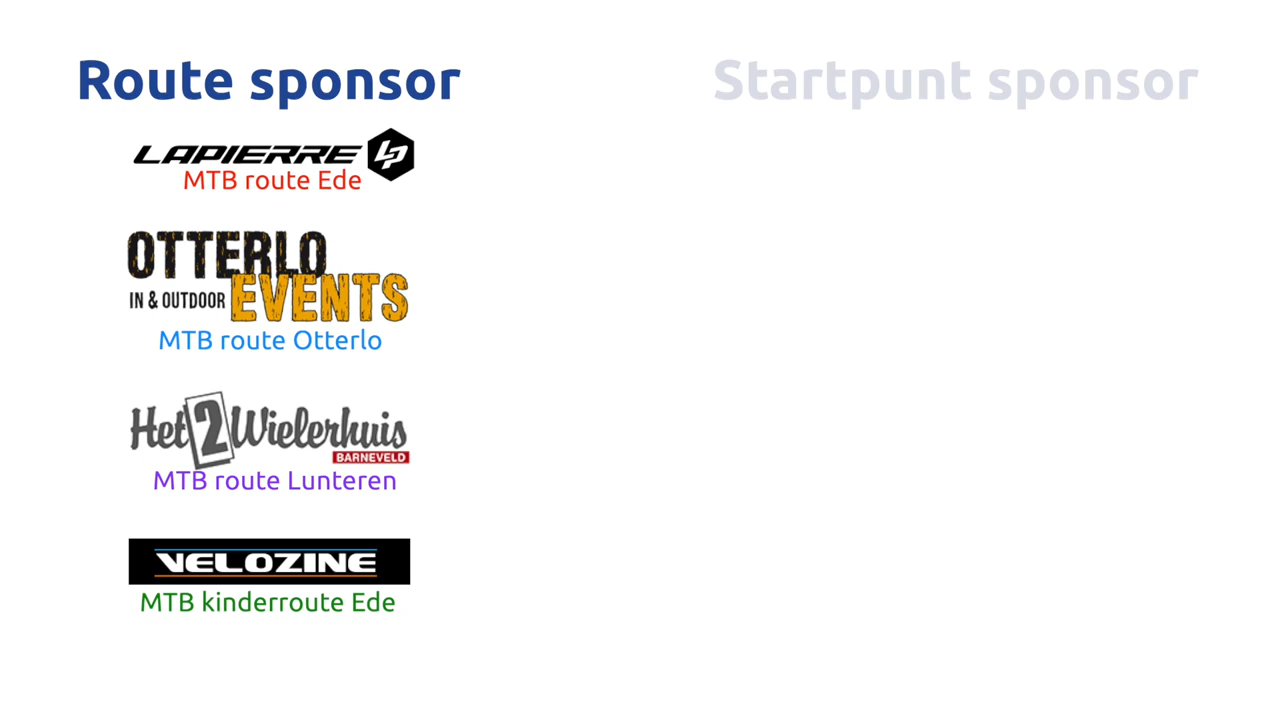 Route sponsor
LAPIERRE LP
MTB route Ede
OTTERLO
IN & OUTDOOR EVENTS
MTB route Otterlo
Het 2 Wielerhuis
BARNEVELD
MTB route Lunteren
VELOZINE
MTB kinderroute Ede
Startpunt sponsor